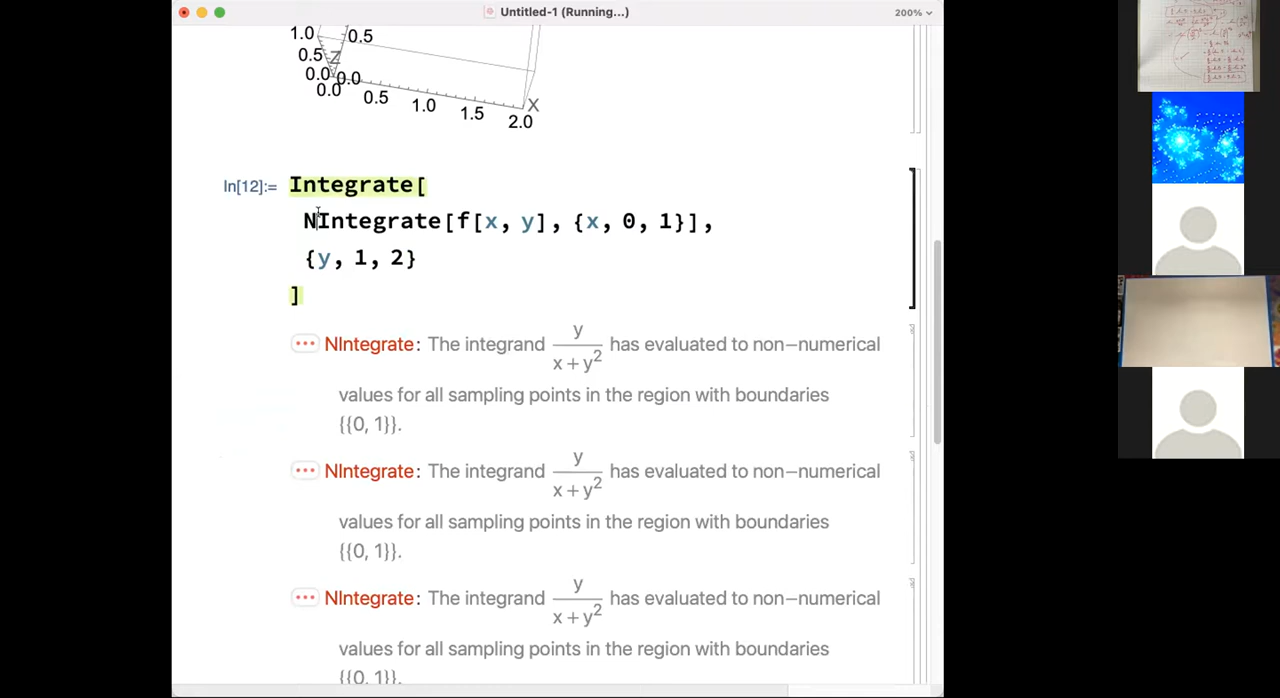 Untitled-1 (Running...)
200%
1.0
0.5
0.5
Z
0.0
0.0
0.0
0.5
1.0
1.5
2.0
X
In[12]:= Integrate[
NIntegrate[f[x, y], {x, 0, 1}],
{y, 1, 2}
]
NIntegrate: The integrand y/(x+y²) has evaluated to non–numerical
values for all sampling points in the region with boundaries
{{0, 1}}.
NIntegrate: The integrand y/(x+y²) has evaluated to non–numerical
values for all sampling points in the region with boundaries
{{0, 1}}.
NIntegrate: The integrand y/(x+y²) has evaluated to non–numerical
values for all sampling points in the region with boundaries
{{0, 1}}.